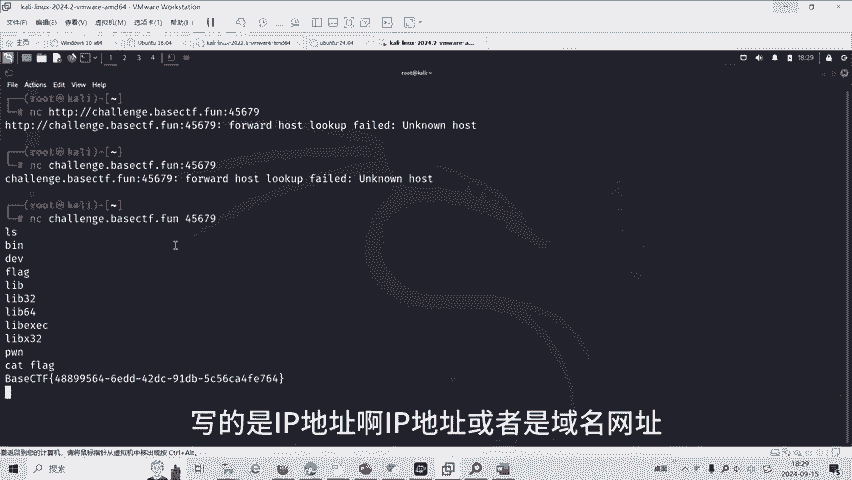 kali-linux-2024.2-vmware-amd64 - VMware Workstation
文件(F) 编辑(E) 查看(V) 虚拟机(M) 选项卡(T) 帮助(H)
主页 Windows 10 x64 Ubuntu 16.04 kali-linux-2022.3-vmware-amd64 ubuntu-24.04 kali-linux-2024.2-vmware-a...
1 2 3 4 18:29
root@kali: ~
File Actions Edit View Help
(root㉿kali)-[~]
# nc http://challenge.basectf.fun:45679
http://challenge.basectf.fun:45679: forward host lookup failed: Unknown host
(root㉿kali)-[~]
# nc challenge.basectf.fun:45679
challenge.basectf.fun:45679: forward host lookup failed: Unknown host
(root㉿kali)-[~]
# nc challenge.basectf.fun 45679
ls
bin
dev
flag
lib
lib32
lib64
libexec
libx32
pwn
cat flag
BaseCTF{48899564-6edd-42dc-91db-5c56ca4fe764}
写的是IP地址啊IP地址或者是域名网址
要返回到您的计算机，请将鼠标指针从虚拟机中移出或按 Ctrl+Alt。
搜索
18:29
2024-09-15